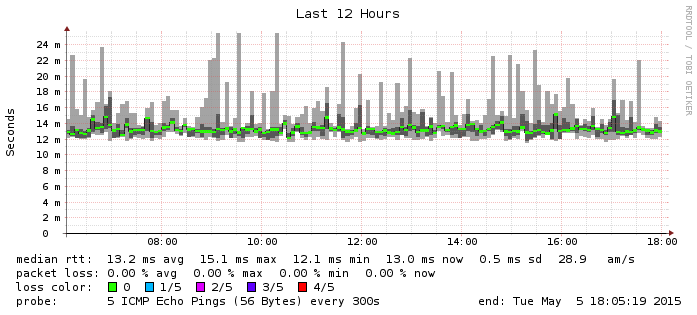 Last 12 Hours
RRDTOOL / TOBI OETIKER
Seconds
24 m
22 m
20 m
18 m
16 m
14 m
12 m
10 m
8 m
6 m
4 m
2 m
0
08:00 10:00 12:00 14:00 16:00 18:00
median rtt: 13.2 ms avg 15.1 ms max 12.1 ms min 13.0 ms now 0.5 ms sd 28.9 am/s
packet loss: 0.00 % avg 0.00 % max 0.00 % min 0.00 % now
loss color: 0 1/5 2/5 3/5 4/5
probe: 5 ICMP Echo Pings (56 Bytes) every 300s end: Tue May 5 18:05:19 2015